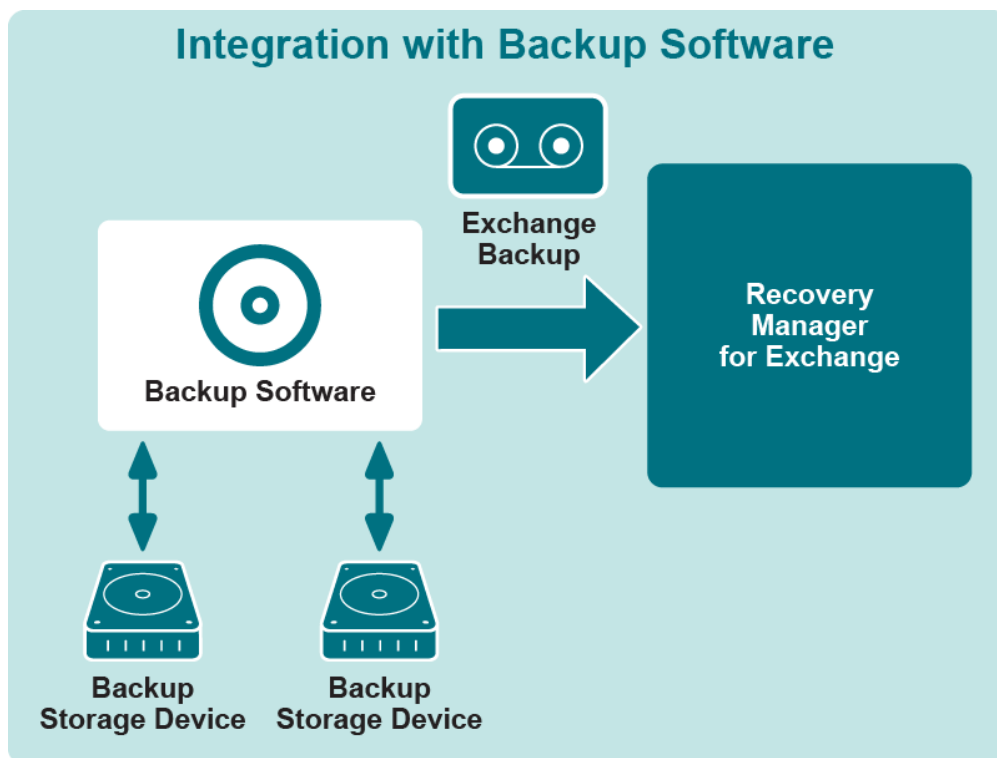 Integration with Backup Software
Exchange
Backup
Backup Software
Recovery
Manager
for Exchange
Backup
Storage Device
Backup
Storage Device